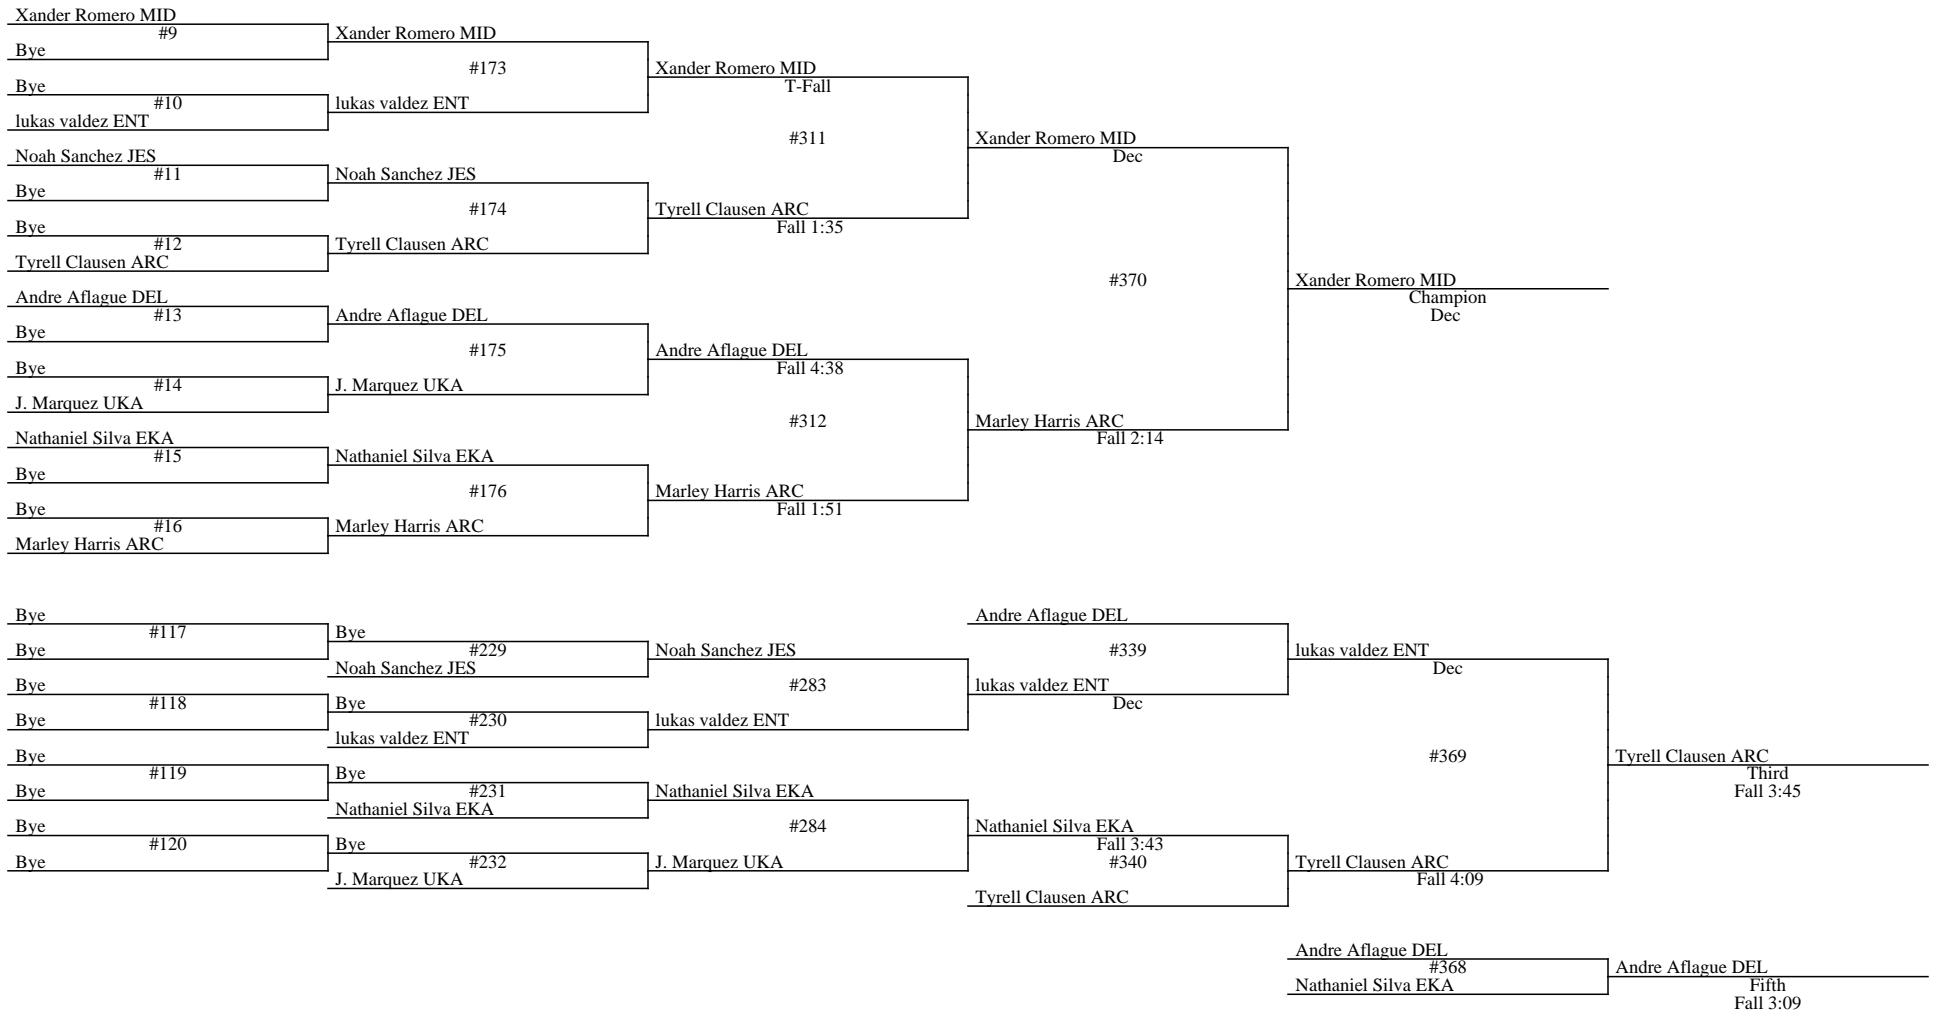 Xander Romero MID
#9
Bye
Xander Romero MID
#173
Bye
#10
lukas valdez ENT
lukas valdez ENT
Xander Romero MID
T-Fall
#311
Noah Sanchez JES
#11
Bye
Noah Sanchez JES
#174
Bye
#12
Tyrell Clausen ARC
Tyrell Clausen ARC
Tyrell Clausen ARC
Fall 1:35
Xander Romero MID
Dec
#370
Andre Aflague DEL
#13
Bye
Andre Aflague DEL
#175
Bye
#14
J. Marquez UKA
J. Marquez UKA
Andre Aflague DEL
Fall 4:38
#312
Nathaniel Silva EKA
#15
Bye
Nathaniel Silva EKA
#176
Bye
#16
Marley Harris ARC
Marley Harris ARC
Marley Harris ARC
Fall 1:51
Marley Harris ARC
Fall 2:14
Xander Romero MID
Champion
Dec
Bye
#117
Bye
Bye
#229
Noah Sanchez JES
Noah Sanchez JES
#283
Bye
#118
Bye
Bye
#230
lukas valdez ENT
lukas valdez ENT
Andre Aflague DEL
#339
lukas valdez ENT
Dec
lukas valdez ENT
Dec
#369
Bye
#119
Bye
Bye
#231
Nathaniel Silva EKA
Nathaniel Silva EKA
#284
Bye
#120
Bye
Bye
#232
J. Marquez UKA
J. Marquez UKA
Nathaniel Silva EKA
Fall 3:43
#340
Tyrell Clausen ARC
Tyrell Clausen ARC
Fall 4:09
Tyrell Clausen ARC
Third
Fall 3:45
Andre Aflague DEL
#368
Nathaniel Silva EKA
Andre Aflague DEL
Fifth
Fall 3:09